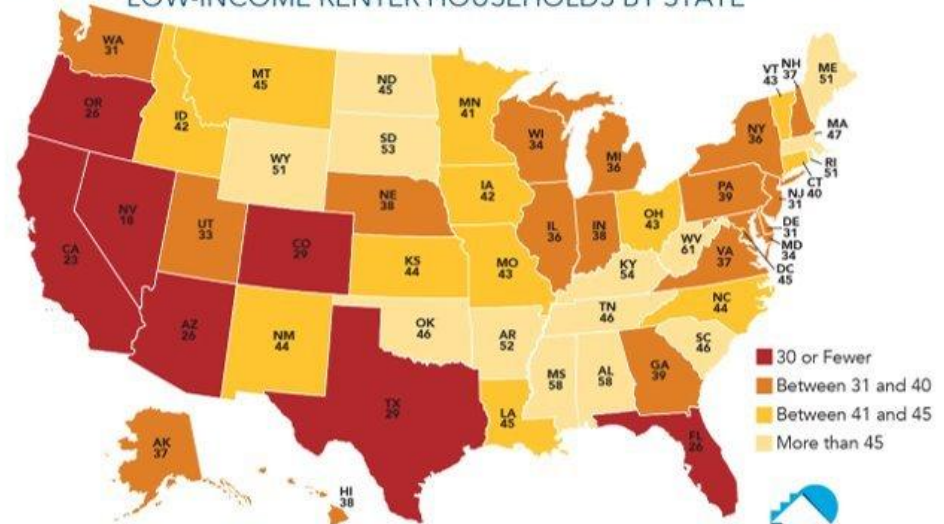 LOW-INCOME RENTER HOUSEHOLDS BY STATE
WA
31
OR
26
CA
23
NV
18
ID
42
MT
45
WY
51
UT
33
AZ
26
CO
29
NM
44
ND
45
SD
53
NE
38
KS
44
OK
46
TX
29
MN
41
IA
42
MO
43
AR
52
LA
45
WI
34
IL
36
MI
36
IN
38
OH
43
KY
54
TN
46
MS
58
AL
58
GA
39
FL
26
SC
46
NC
44
VA
37
WV
61
PA
39
NY
36
VT
43
NH
37
ME
51
MA
47
RI
51
CT
40
NJ
31
DE
31
MD
34
DC
45
AK
37
HI
38
30 or Fewer
Between 31 and 40
Between 41 and 45
More than 45